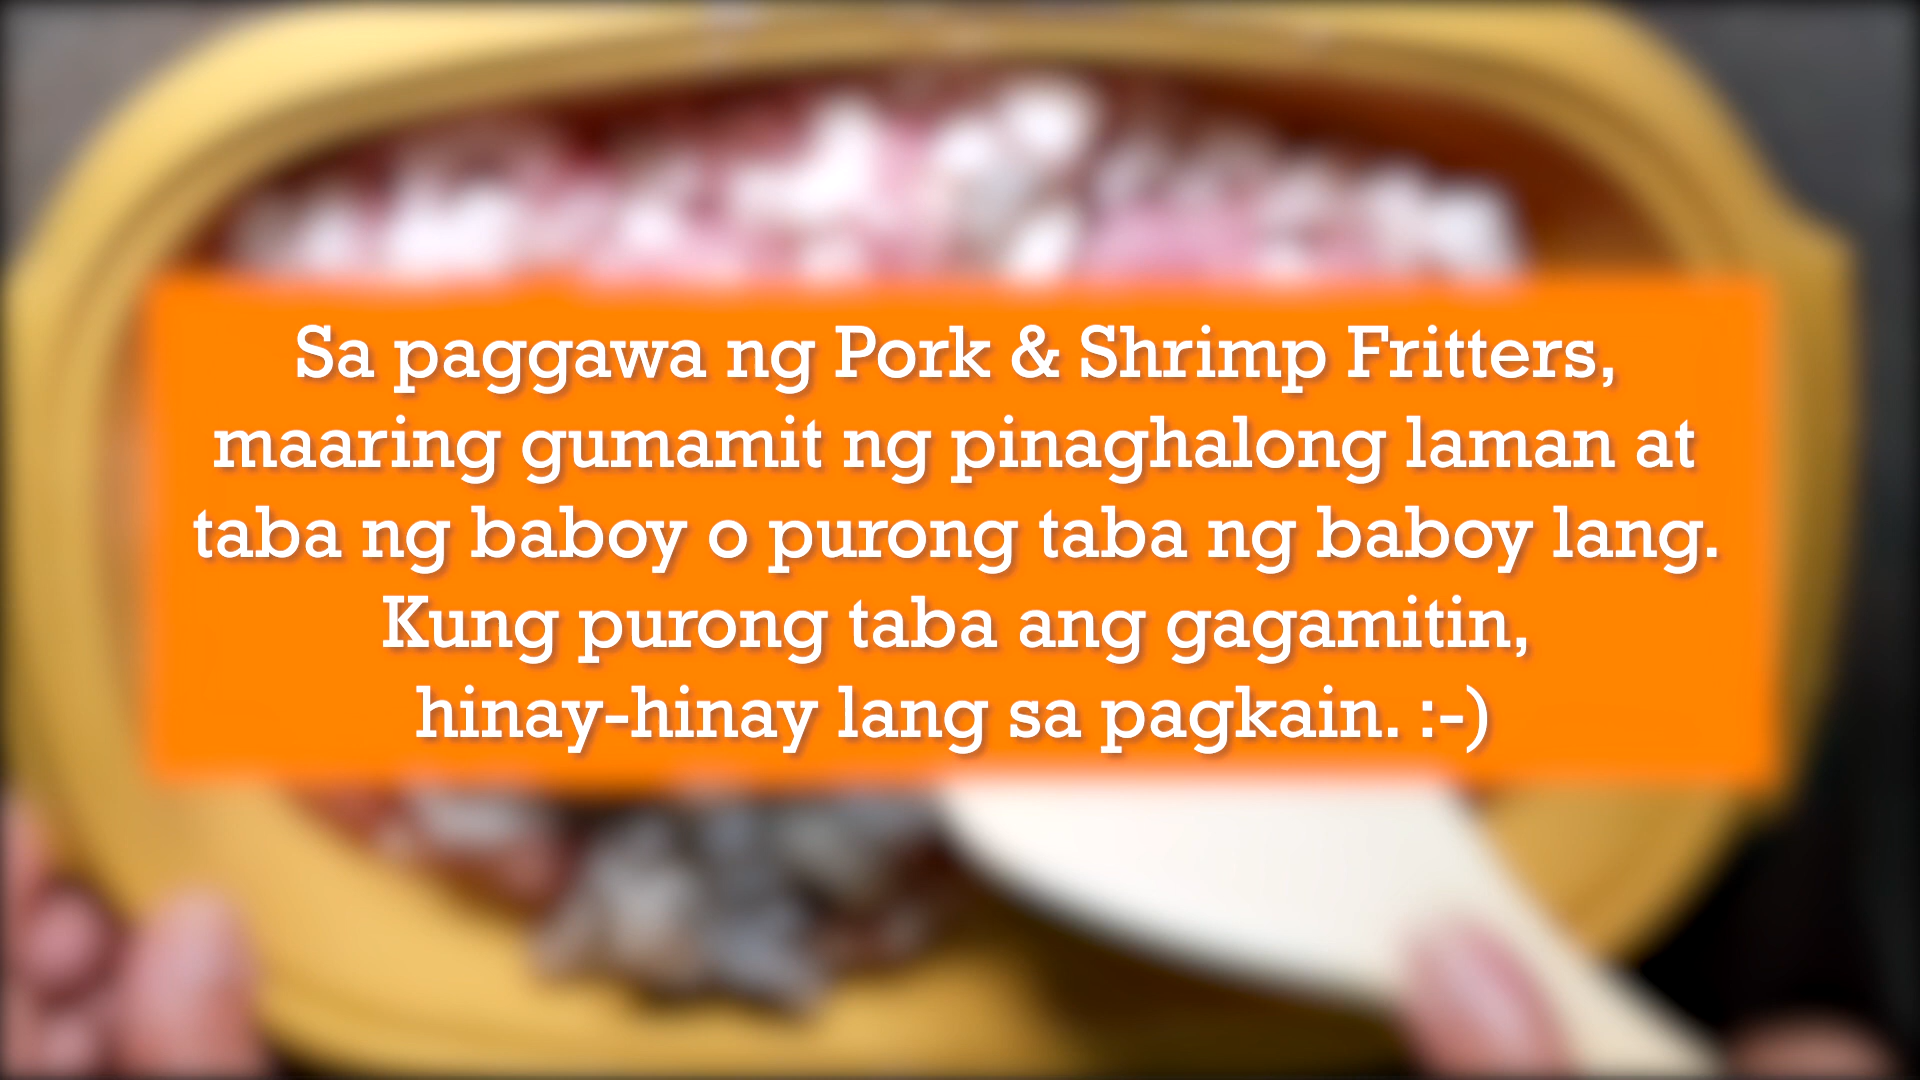 Sa paggawa ng Pork & Shrimp Fritters,
maaring gumamit ng pinaghalong laman at
taba ng baboy o purong taba ng baboy lang.
Kung purong taba ang gagamitin,
hinay-hinay lang sa pagkain. :-)